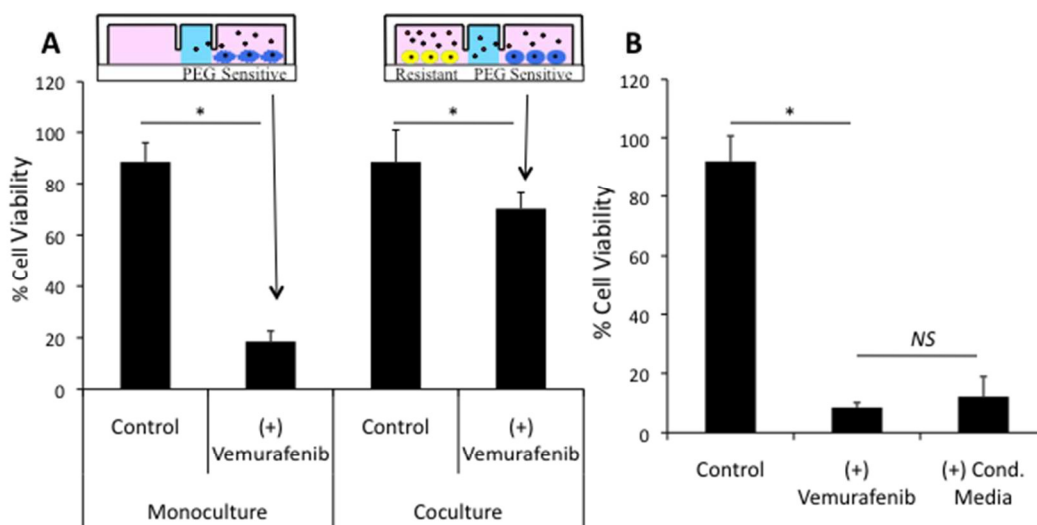 A
PEG Sensitive
Resistant PEG Sensitive
% Cell Viability
120
100
80
60
40
20
0
*
*
Control
(+)
Vemurafenib
Control
(+)
Vemurafenib
Monoculture
Coculture
B
% Cell Viability
120
100
80
60
40
20
0
*
NS
Control
(+)
Vemurafenib
(+) Cond.
Media